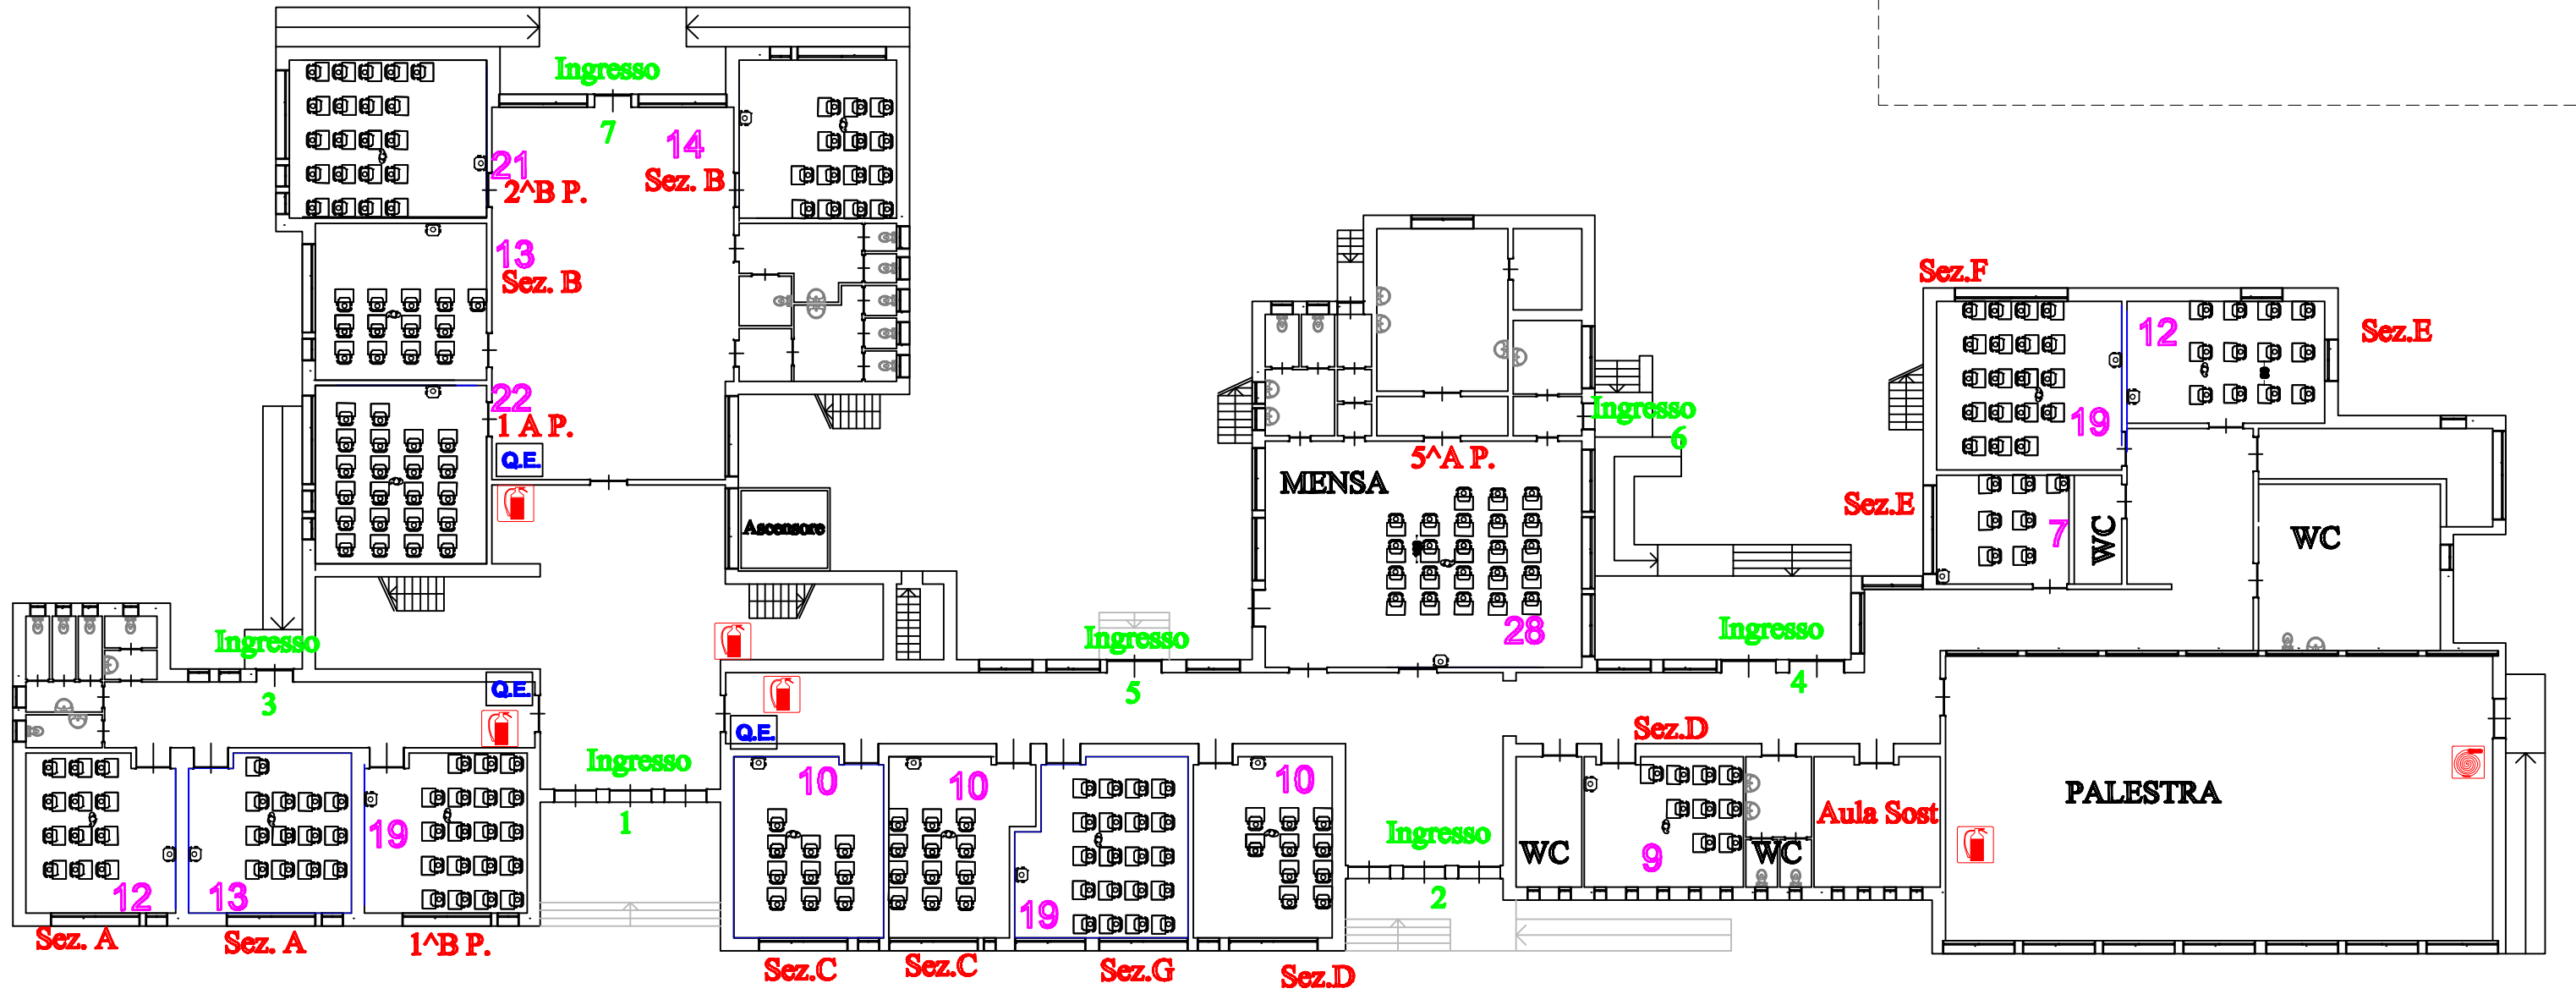 Ingresso
7
14
Sez. B
21
2^B P.
13
Sez. B
22
1 A P.
Q.E.
Ascensore
Ingresso
3
Q.E.
Q.E.
Ingresso
1
12
Sez. A
13
Sez. A
19
1^B P.
10
Sez.C
10
Sez.C
19
Sez.G
10
Sez.D
Ingresso
5
MENSA
5^A P.
28
Ingresso
6
Ingresso
4
Ingresso
2
Sez.D
WC
9
WC
Aula Sost
Sez.F
19
12
Sez.E
Sez.E
7
WC
WC
PALESTRA